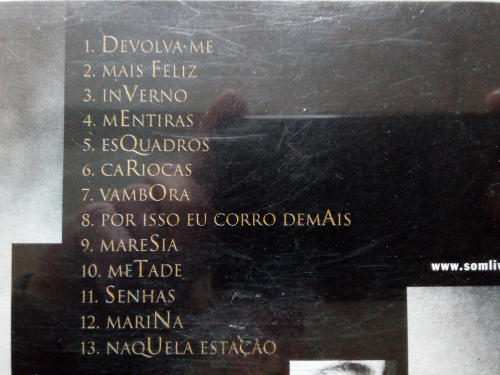 1. DEVOLVA-ME
2. MAIS FELIZ
3. INVERNO
4. MENTIRAS
5. ESQUADROS
6. CARIOCAS
7. VAMBORA
8. POR ISSO EU CORRO DEMAIS
9. MARESIA
10. METADE
www.somliv
11. SENHAS
12. MARINA
13. NAQUELA ESTAÇÃO